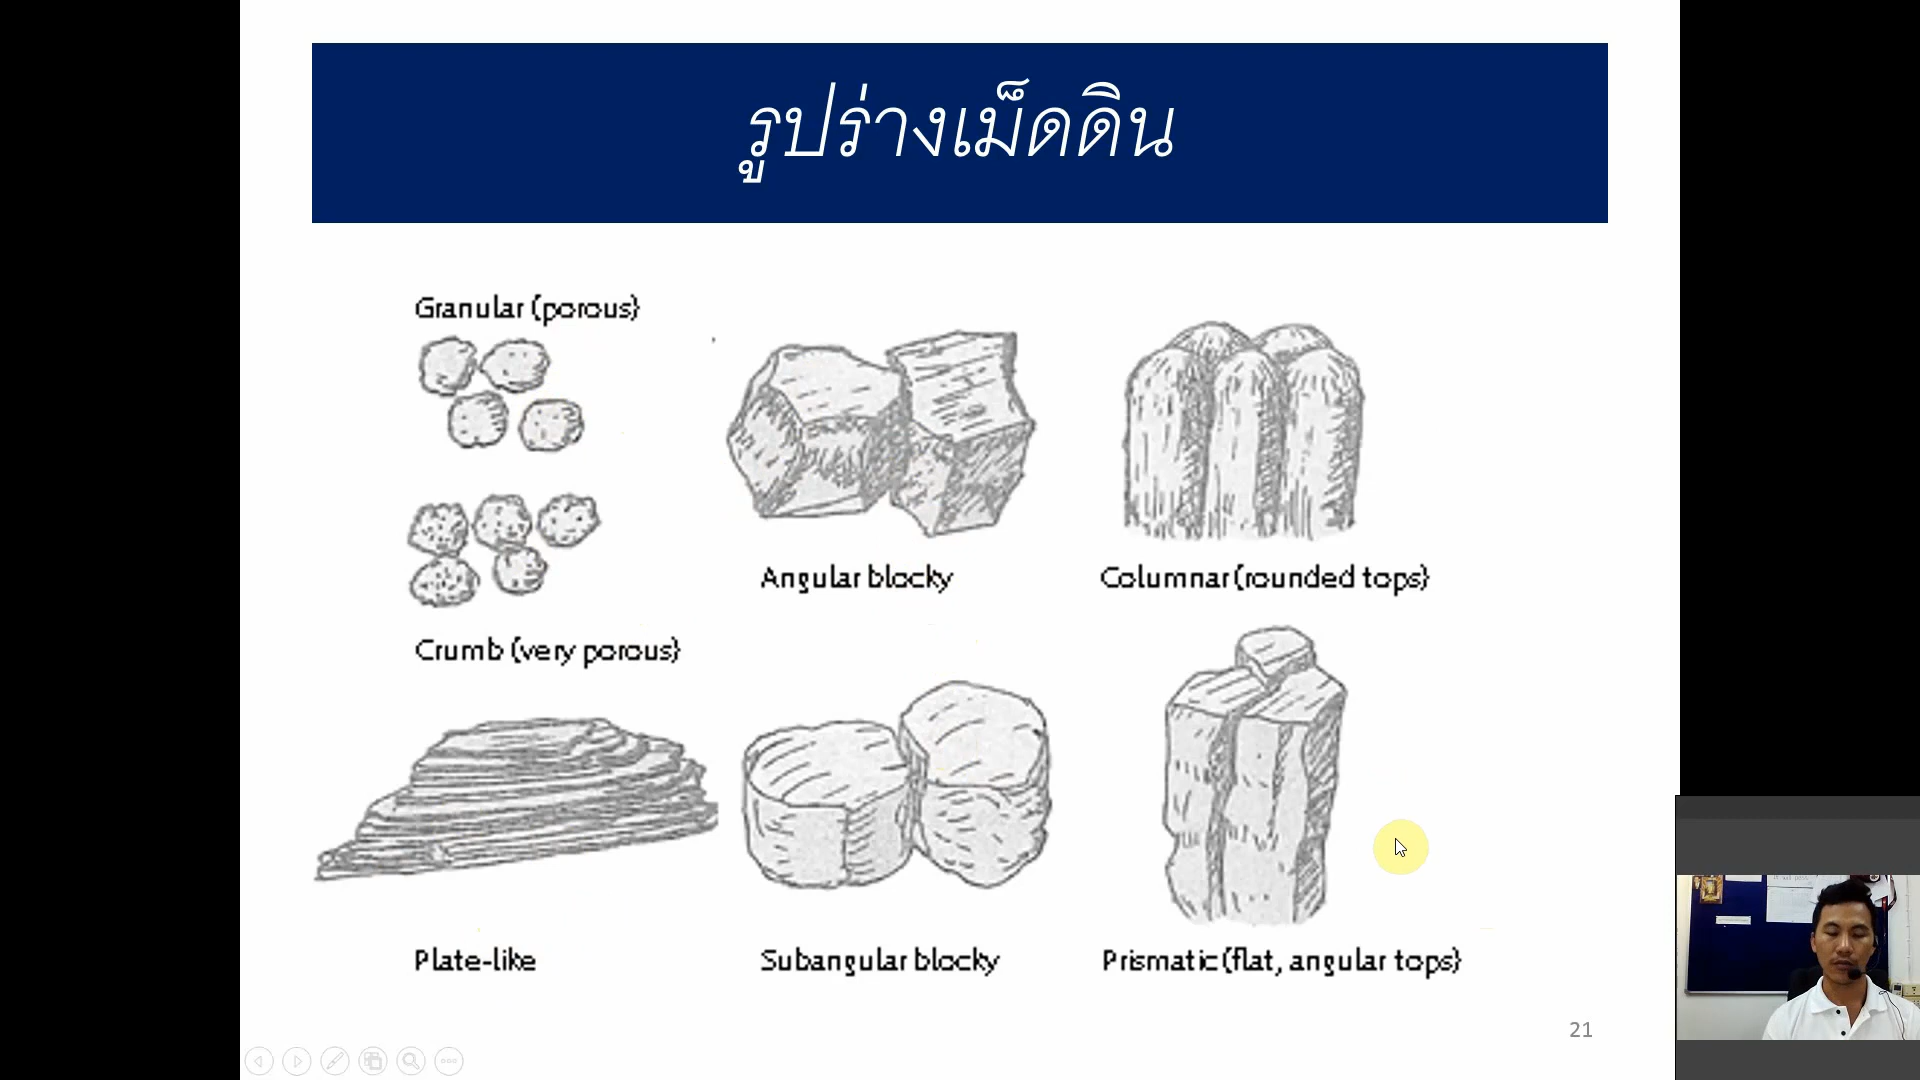 รูปร่างเม็ดดิน
Granular (porous)
Angular blocky
Columnar (rounded tops)
Crumb (very porous)
Plate-like
Subangular blocky
Prismatic (flat, angular tops)
21